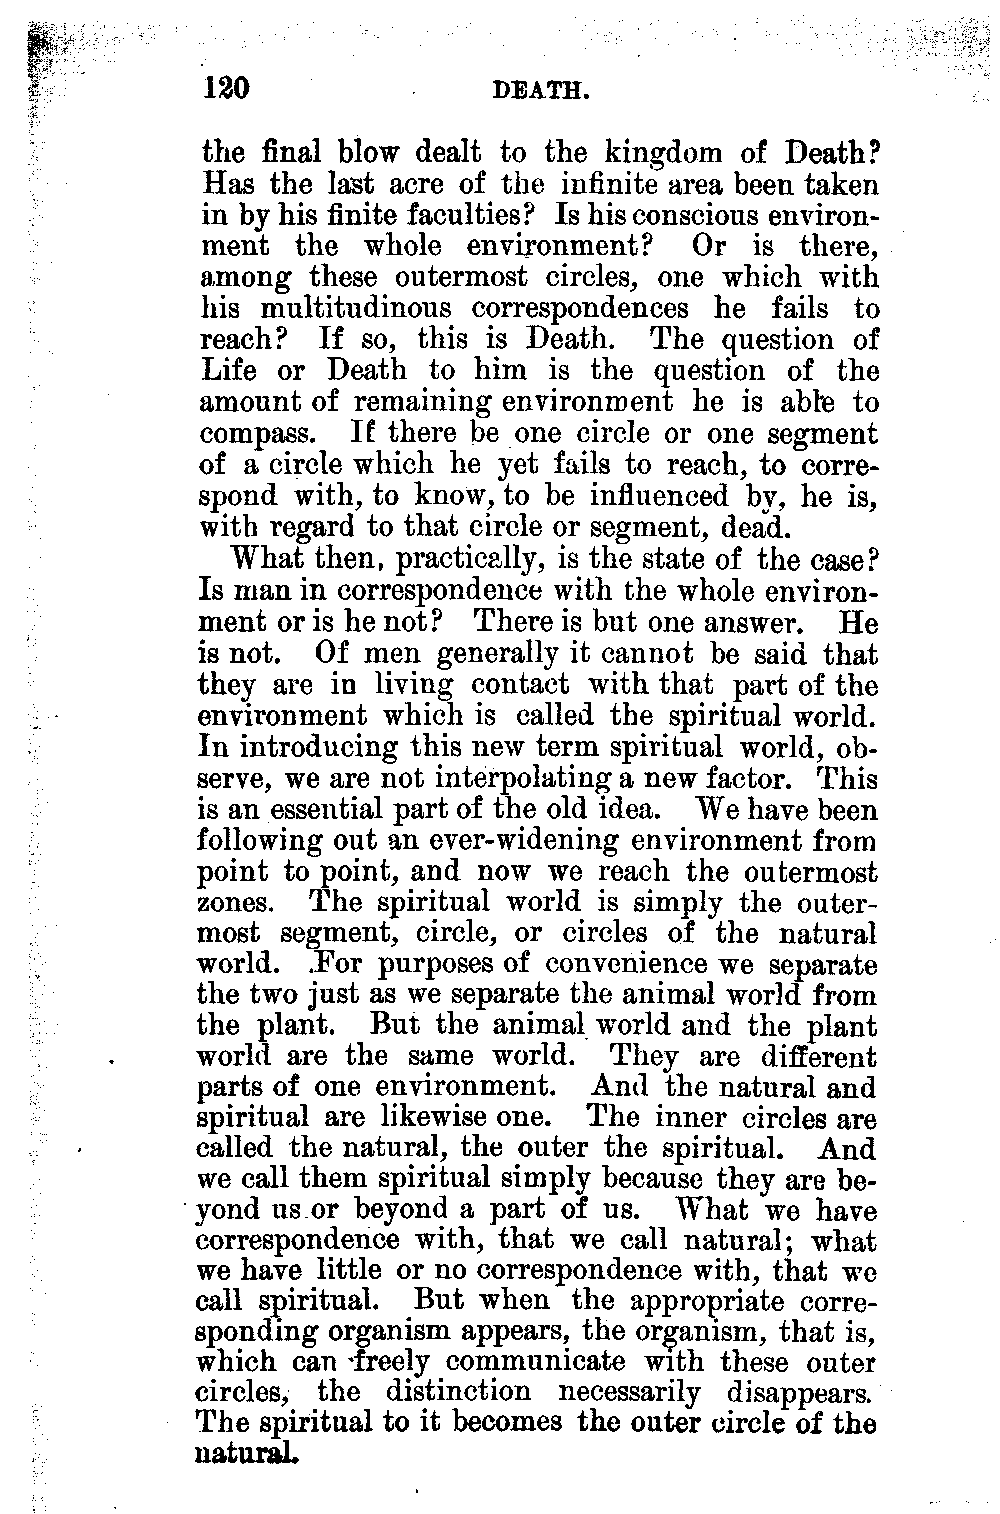 120 DEATH.
the final blow dealt to the kingdom of Death?
Has the last acre of the infinite area been taken
in by his finite faculties? Is his conscious environ-
ment the whole environment? Or is there,
among these outermost circles, one which with
his multitudinous correspondences he fails to
reach? If so, this is Death. The question of
Life or Death to him is the question of the
amount of remaining environment he is able to
compass. If there be one circle or one segment
of a circle which he yet fails to reach, to corre-
spond with, to know, to be influenced by, he is,
with regard to that circle or segment, dead.
What then, practically, is the state of the case?
Is man in correspondence with the whole environ-
ment or is he not? There is but one answer. He
is not. Of men generally it cannot be said that
they are in living contact with that part of the
environment which is called the spiritual world.
In introducing this new term spiritual world, ob-
serve, we are not interpolating a new factor. This
is an essential part of the old idea. We have been
following out an ever-widening environment from
point to point, and now we reach the outermost
zones. The spiritual world is simply the outer-
most segment, circle, or circles of the natural
world. For purposes of convenience we separate
the two just as we separate the animal world from
the plant. But the animal world and the plant
world are the same world. They are different
parts of one environment. And the natural and
spiritual are likewise one. The inner circles are
called the natural, the outer the spiritual. And
we call them spiritual simply because they are be-
yond us or beyond a part of us. What we have
correspondence with, that we call natural; what
we have little or no correspondence with, that we
call spiritual. But when the appropriate corre-
sponding organism appears, the organism, that is,
which can freely communicate with these outer
circles, the distinction necessarily disappears.
The spiritual to it becomes the outer circle of the
natural.